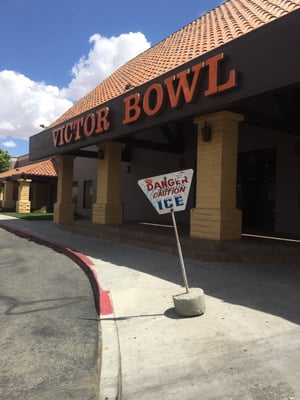 VICTOR BOWL
DANGER
CAUTION
ICE